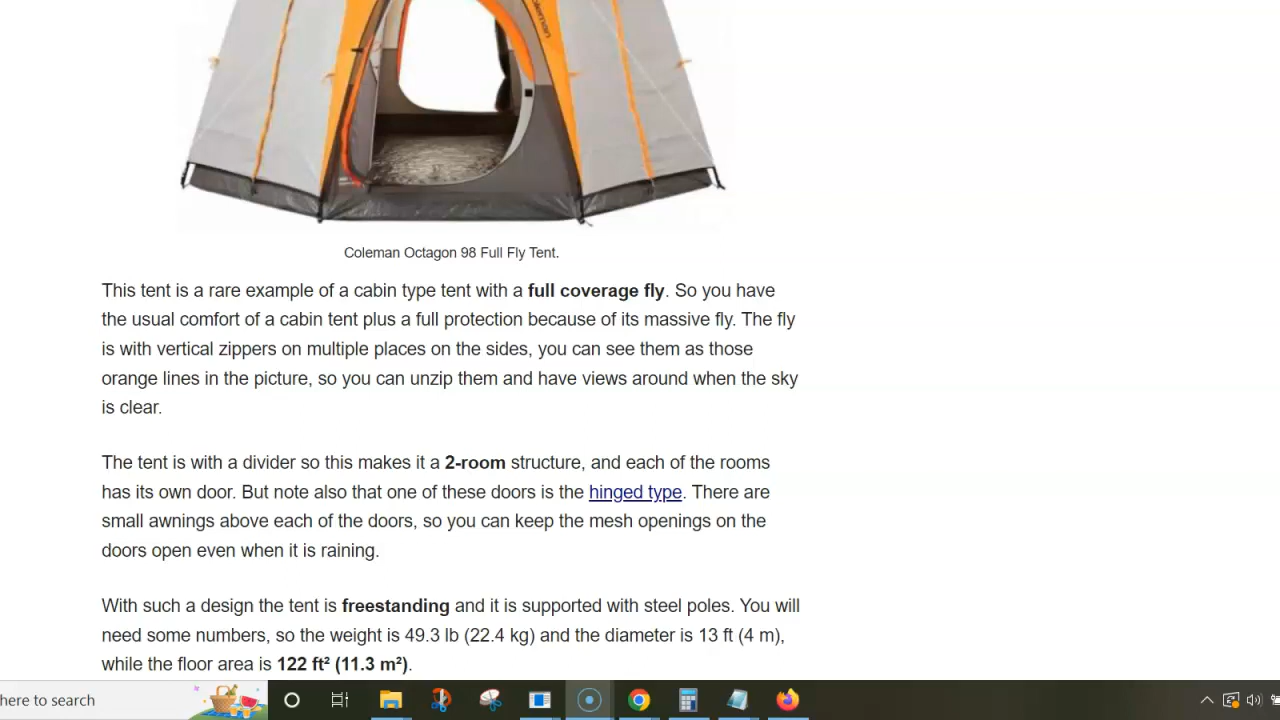 oleman
Coleman Octagon 98 Full Fly Tent.
This tent is a rare example of a cabin type tent with a full coverage fly. So you have
the usual comfort of a cabin tent plus a full protection because of its massive fly. The fly
is with vertical zippers on multiple places on the sides, you can see them as those
orange lines in the picture, so you can unzip them and have views around when the sky
is clear.
The tent is with a divider so this makes it a 2-room structure, and each of the rooms
has its own door. But note also that one of these doors is the hinged type. There are
small awnings above each of the doors, so you can keep the mesh openings on the
doors open even when it is raining.
With such a design the tent is freestanding and it is supported with steel poles. You will
need some numbers, so the weight is 49.3 lb (22.4 kg) and the diameter is 13 ft (4 m),
while the floor area is 122 ft² (11.3 m²).
here to search